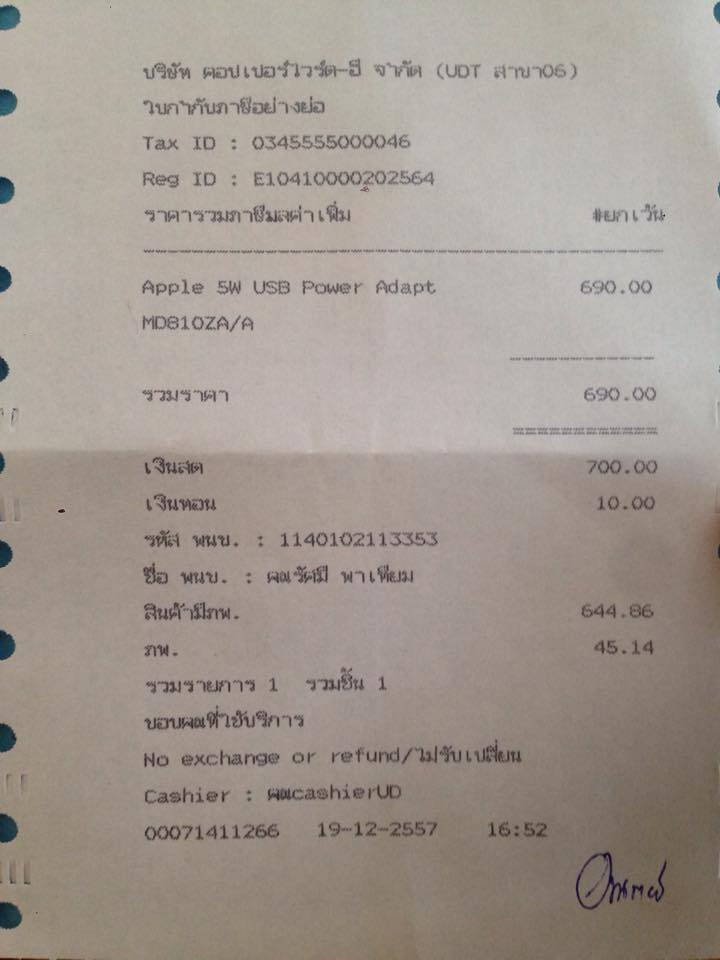 บริษัท คอปเปอร์ไวร์ด-อี จำกัด (UDT สาขา06)
ใบกำกับภาษีอย่างย่อ
Tax ID : 0345555000046
Reg ID : E10410000202564
ราคารวมภาษีมูลค่าเพิ่ม #ยกเว้น
Apple 5W USB Power Adapt 690.00
MD810ZA/A
รวมราคา 690.00
เงินสด 700.00
เงินทอน 10.00
รหัส พนข. : 1140102113353
ชื่อ พนข. : คุณรัศมี พาเทียม
สินค้ามีภพ. 644.86
ภพ. 45.14
รวมรายการ 1 รวมชิ้น 1
ขอบคุณที่ใช้บริการ
No exchange or refund/ไม่รับเปลี่ยน
Cashier : คุณcashierUD
00071411266 19-12-2557 16:52